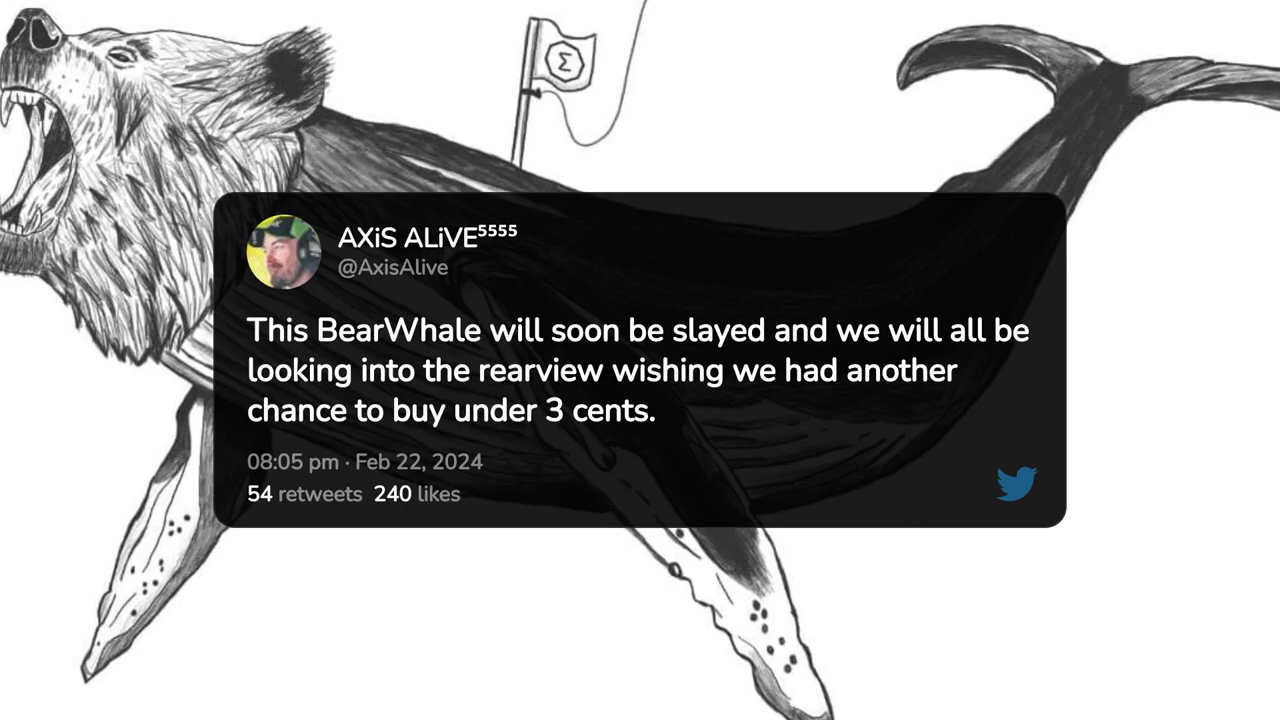 Σ
AXiS ALiVE⁵⁵⁵⁵
@AxisAlive
This BearWhale will soon be slayed and we will all be
looking into the rearview wishing we had another
chance to buy under 3 cents.
08:05 pm · Feb 22, 2024
54 retweets 240 likes